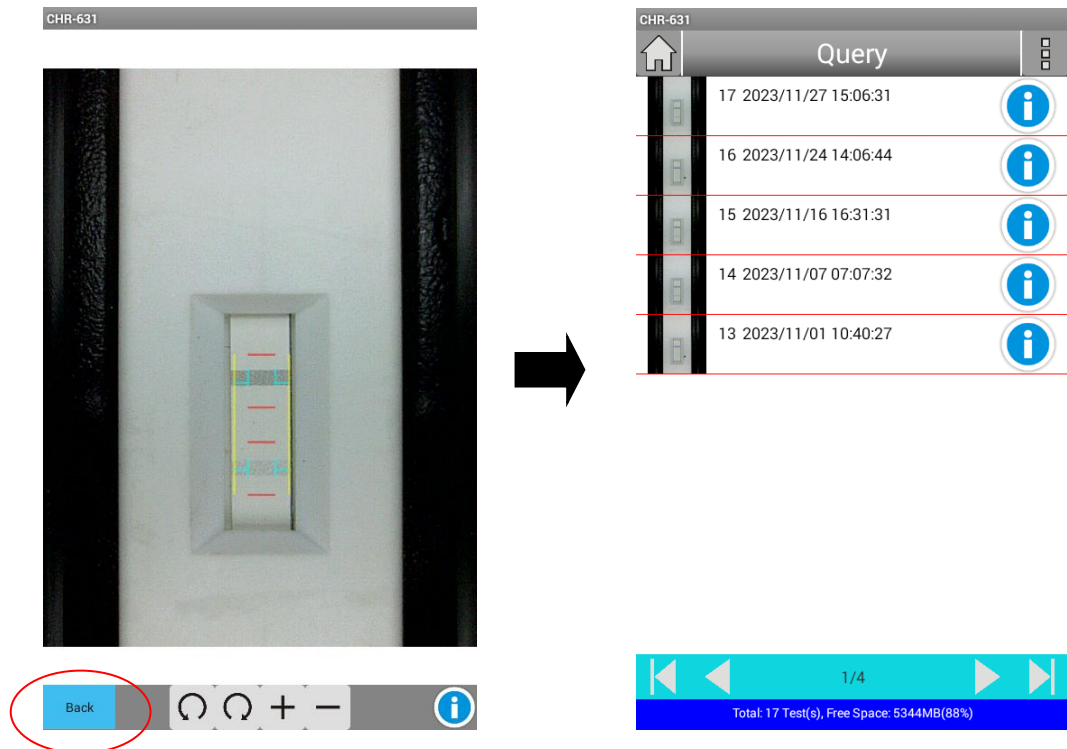 CHR-631
Back
CHR-631
Query
17 2023/11/27 15:06:31
16 2023/11/24 14:06:44
15 2023/11/16 16:31:31
14 2023/11/07 07:07:32
13 2023/11/01 10:40:27
1/4
Total: 17 Test(s), Free Space: 5344MB(88%)